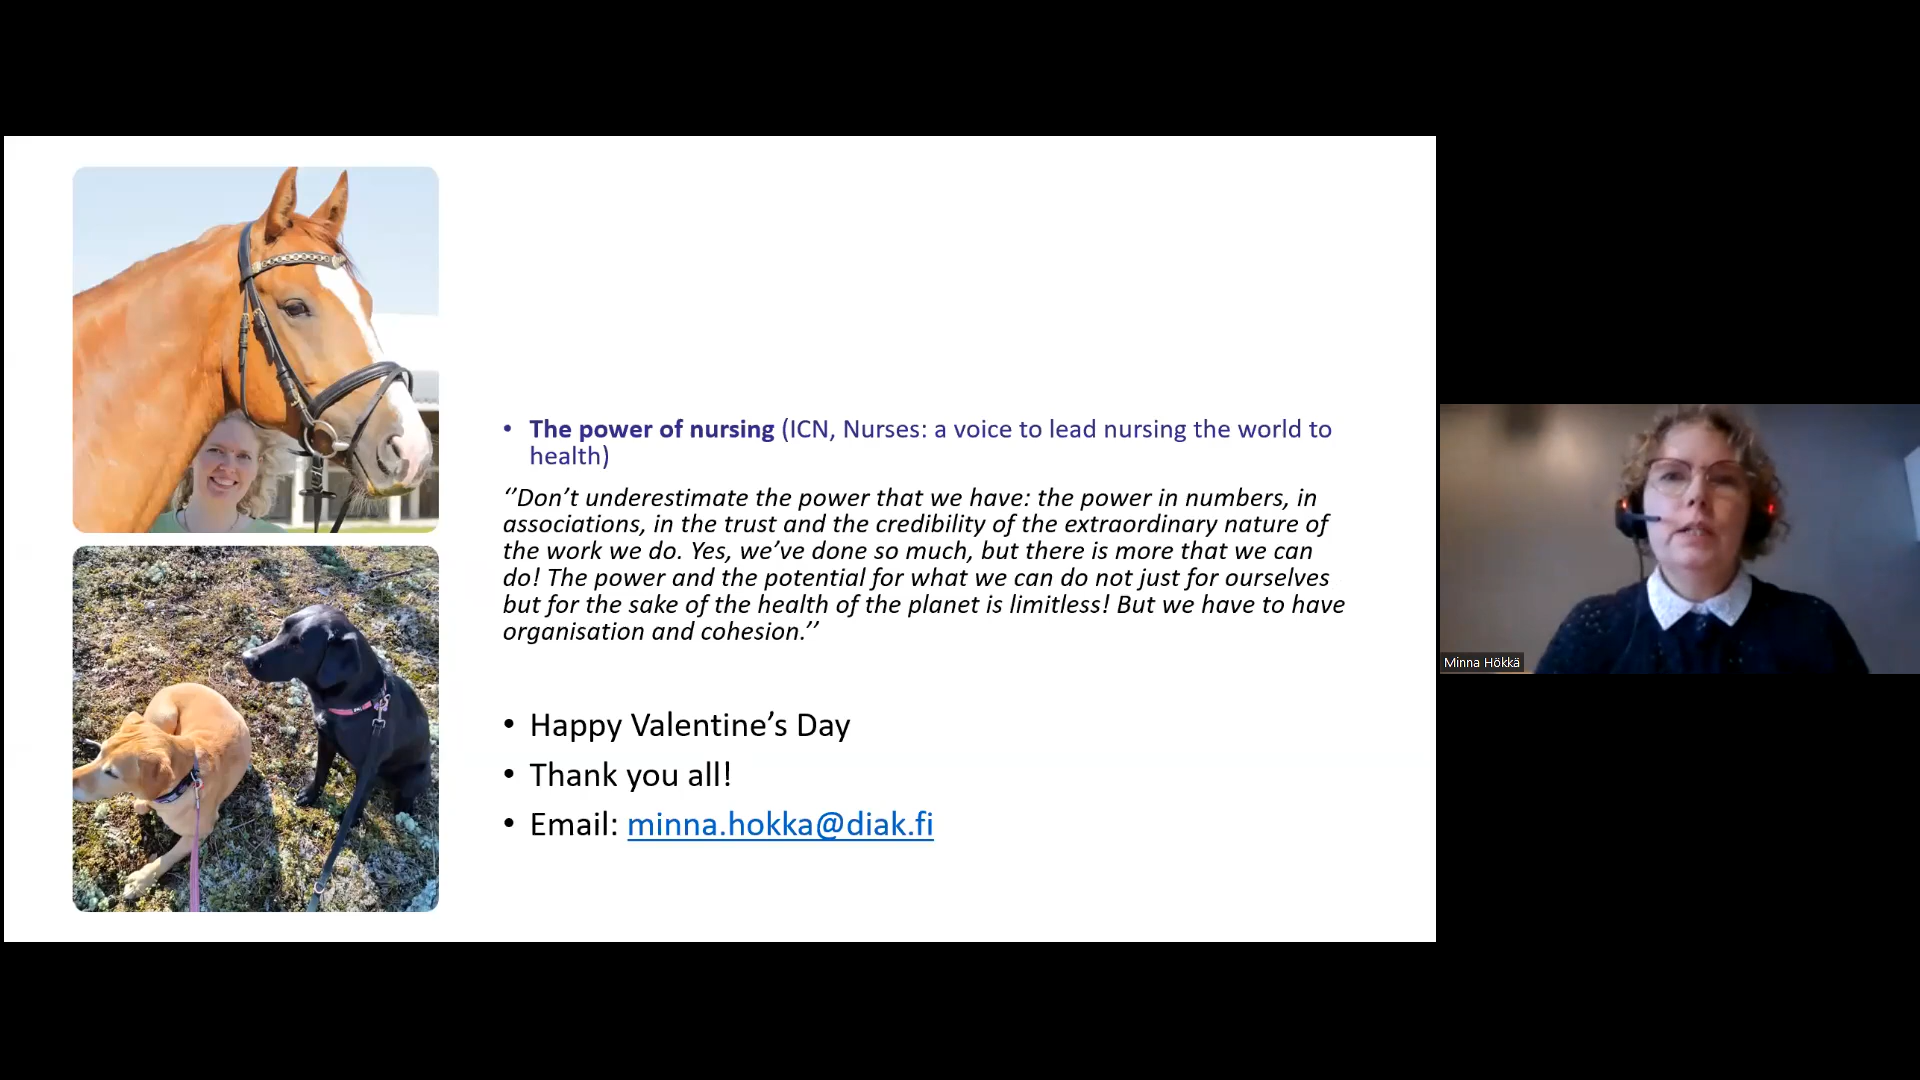 • The power of nursing (ICN, Nurses: a voice to lead nursing the world to
health)
‘’Don’t underestimate the power that we have: the power in numbers, in
associations, in the trust and the credibility of the extraordinary nature of
the work we do. Yes, we’ve done so much, but there is more that we can
do! The power and the potential for what we can do not just for ourselves
but for the sake of the health of the planet is limitless! But we have to have
organisation and cohesion.’’
• Happy Valentine’s Day
• Thank you all!
• Email: minna.hokka@diak.fi
Minna Hökkä